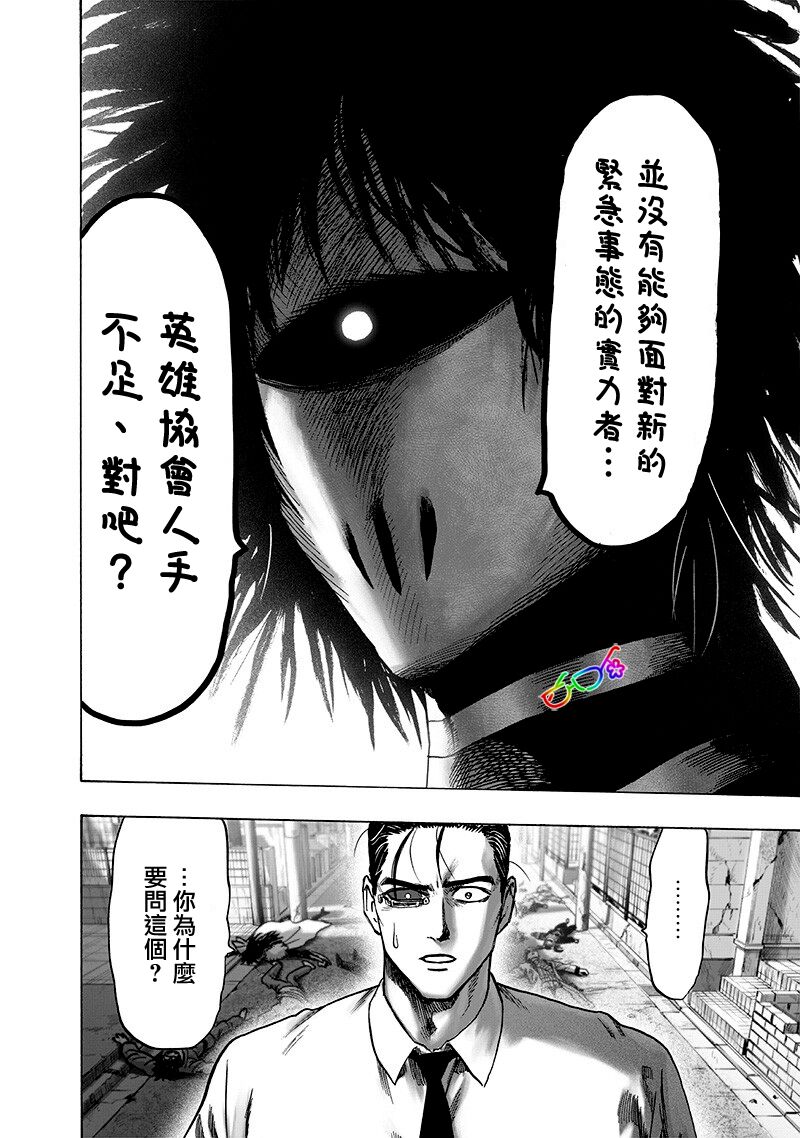 並沒有能夠面對新的
緊急事態的實力者…
英雄協會人手
不足、對吧？
………
…你為什麼
要問這個？